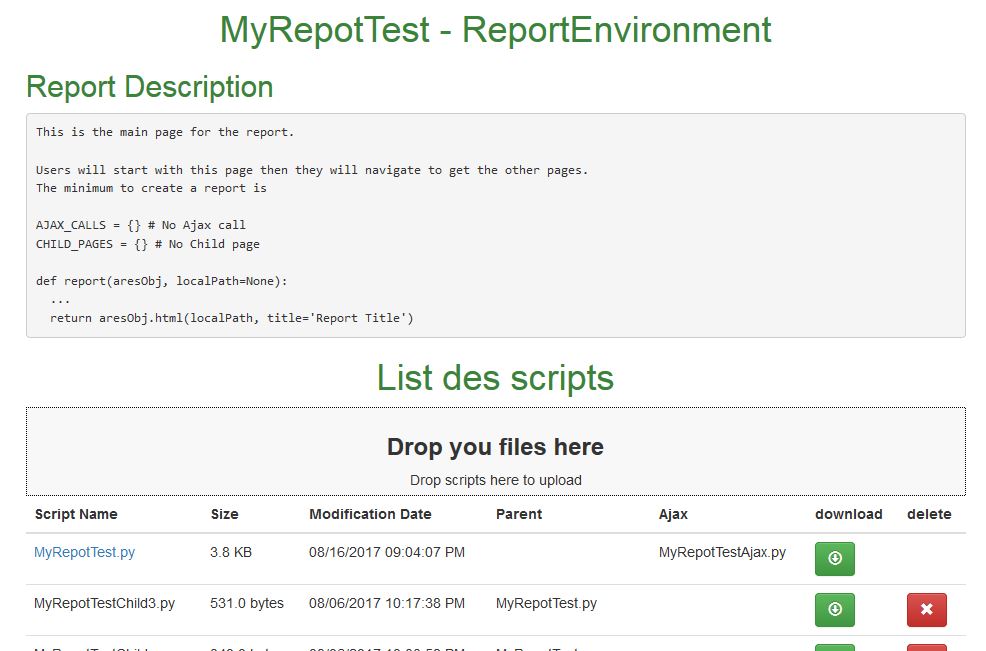 MyRepotTest - ReportEnvironment
Report Description
This is the main page for the report.
Users will start with this page then they will navigate to get the other pages.
The minimum to create a report is
AJAX_CALLS = {} # No Ajax call
CHILD_PAGES = {} # No Child page
def report(aresObj, localPath=None):
...
return aresObj.html(localPath, title='Report Title')
List des scripts
Drop you files here
Drop scripts here to upload
Script Name Size Modification Date Parent Ajax download delete
MyRepotTest.py 3.8 KB 08/16/2017 09:04:07 PM MyRepotTestAjax.py
MyRepotTestChild3.py 531.0 bytes 08/06/2017 10:17:38 PM MyRepotTest.py